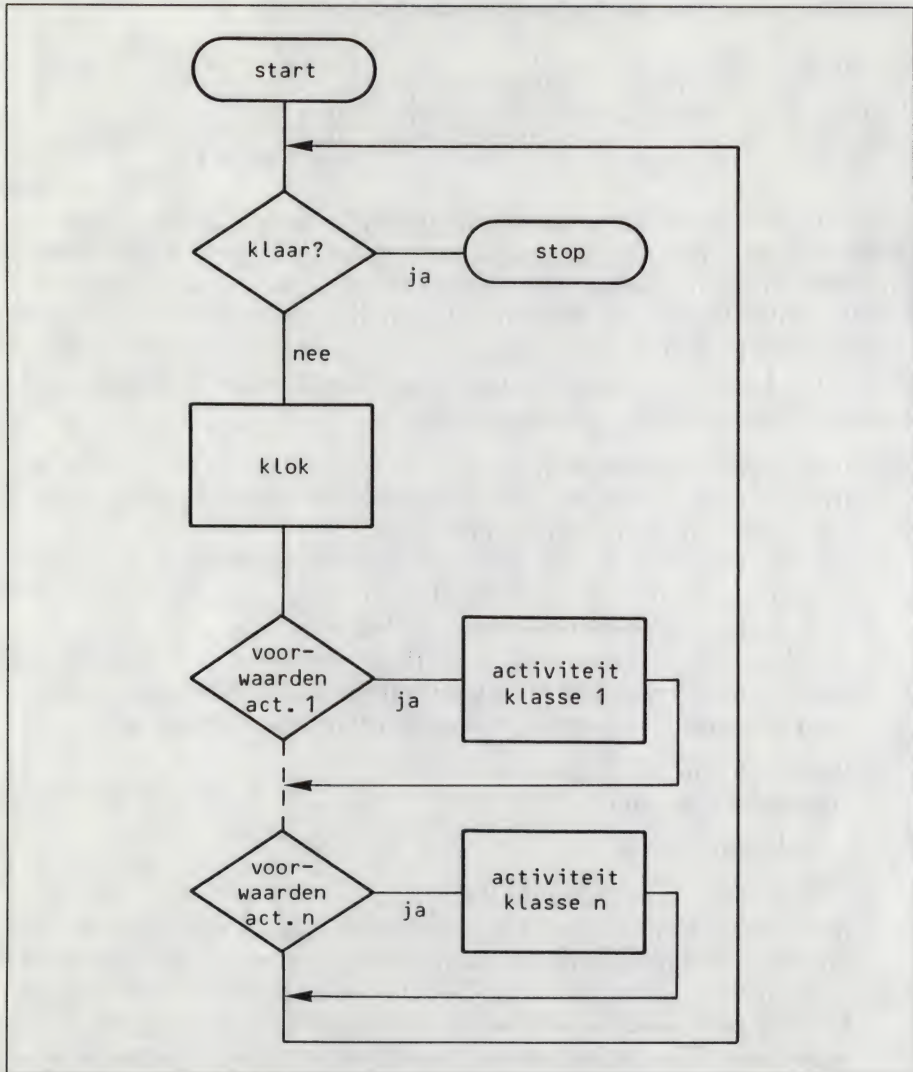 start
klaar?
ja
stop
nee
klok
voor-
waarden
act. 1
ja
activiteit
klasse 1
voor-
waarden
act. n
ja
activiteit
klasse n